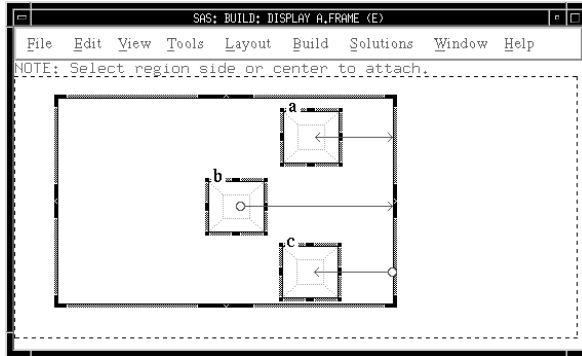 SAS: BUILD: DISPLAY A.FRAME (E)
File Edit View Tools Layout Build Solutions Window Help
NOTE: Select region side or center to attach.
a
b
c